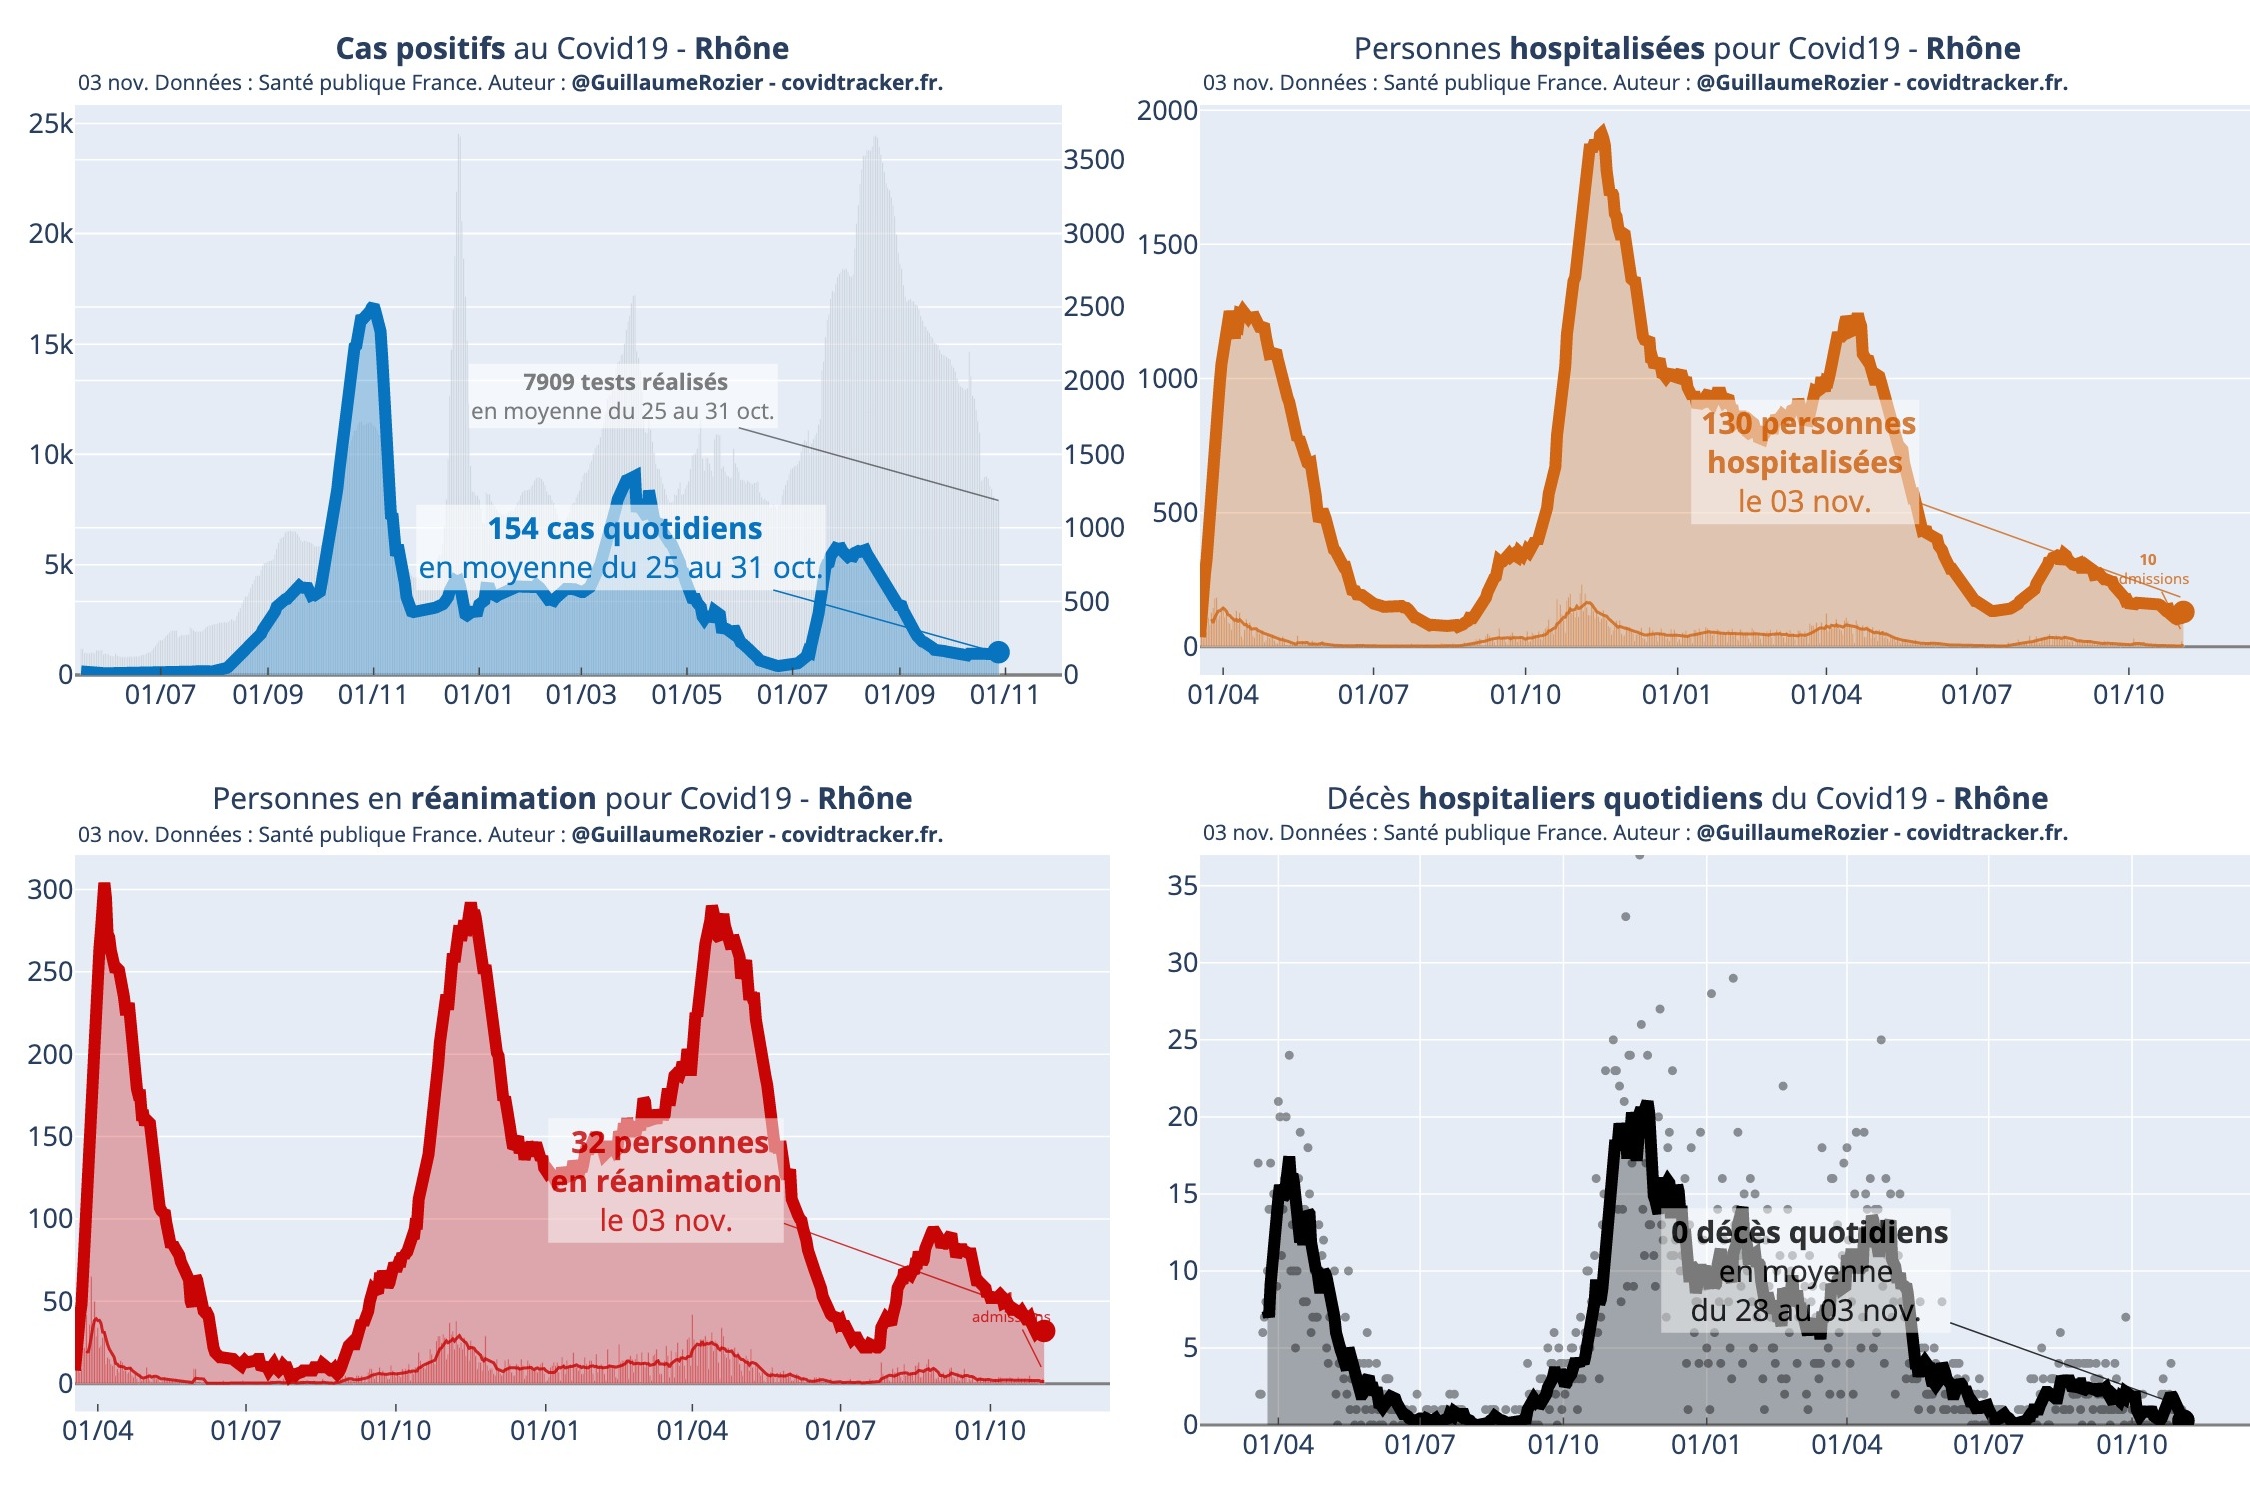 Cas positifs au Covid19 - Rhône
03 nov. Données : Santé publique France. Auteur : @GuillaumeRozier - covidtracker.fr.
25k
20k
15k
10k
5k
0
3500
3000
2500
2000
1500
1000
500
0
7909 tests réalisés
en moyenne du 25 au 31 oct.
154 cas quotidiens
en moyenne du 25 au 31 oct.
01/07 01/09 01/11 01/01 01/03 01/05 01/07 01/09 01/11
Personnes hospitalisées pour Covid19 - Rhône
03 nov. Données : Santé publique France. Auteur : @GuillaumeRozier - covidtracker.fr.
2000
1500
1000
500
0
130 personnes
hospitalisées
le 03 nov.
10
admissions
01/04 01/07 01/10 01/01 01/04 01/07 01/10
Personnes en réanimation pour Covid19 - Rhône
03 nov. Données : Santé publique France. Auteur : @GuillaumeRozier - covidtracker.fr.
300
250
200
150
100
50
0
32 personnes
en réanimation
le 03 nov.
admissions
01/04 01/07 01/10 01/01 01/04 01/07 01/10
Décès hospitaliers quotidiens du Covid19 - Rhône
03 nov. Données : Santé publique France. Auteur : @GuillaumeRozier - covidtracker.fr.
35
30
25
20
15
10
5
0
0 décès quotidiens
en moyenne
du 28 au 03 nov.
01/04 01/07 01/10 01/01 01/04 01/07 01/10